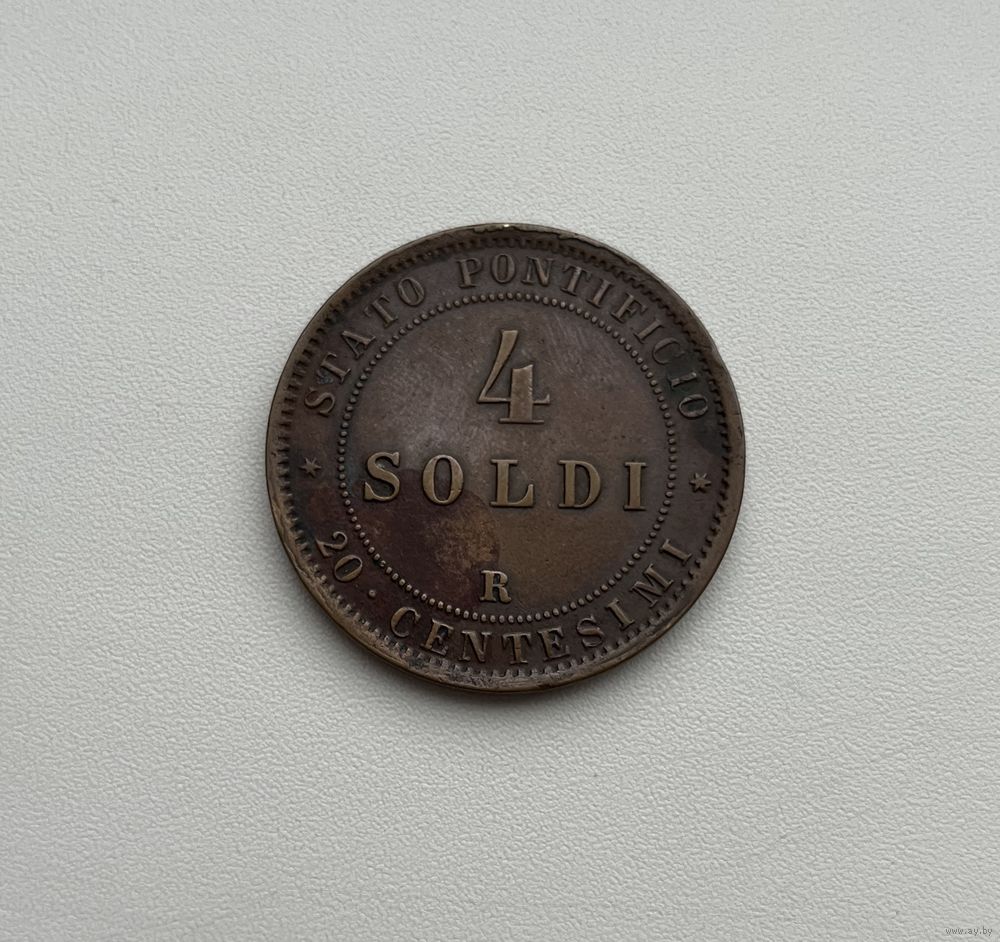 STATO PONTIFICIO
4
SOLDI
R
20 · CENTESIMI
www.ay.by